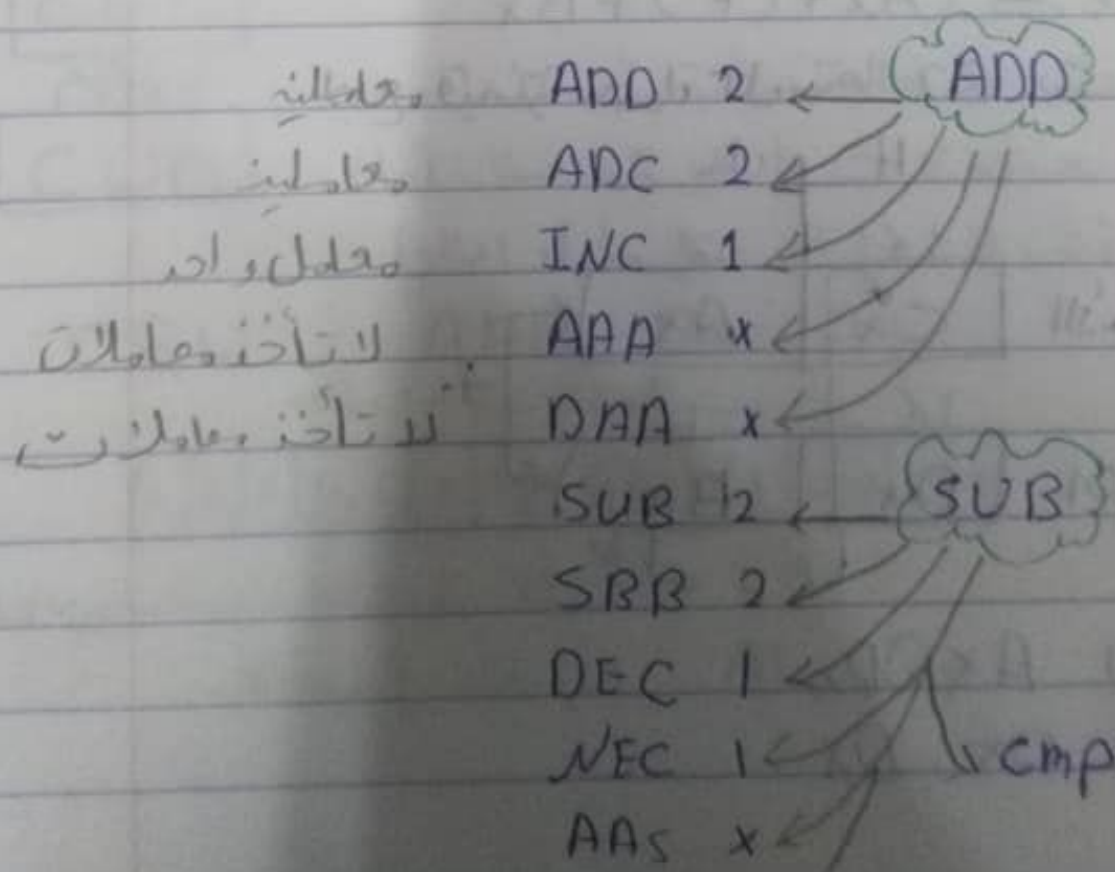 ADD
معاملين ADD 2
معاملين ADC 2
معامل واحد INC 1
لا تأخذ معاملات AAA x
لا تأخذ معاملات DAA x
SUB
SUB 2
SBB 2
DEC 1
NEC 1
cmp
AAS x